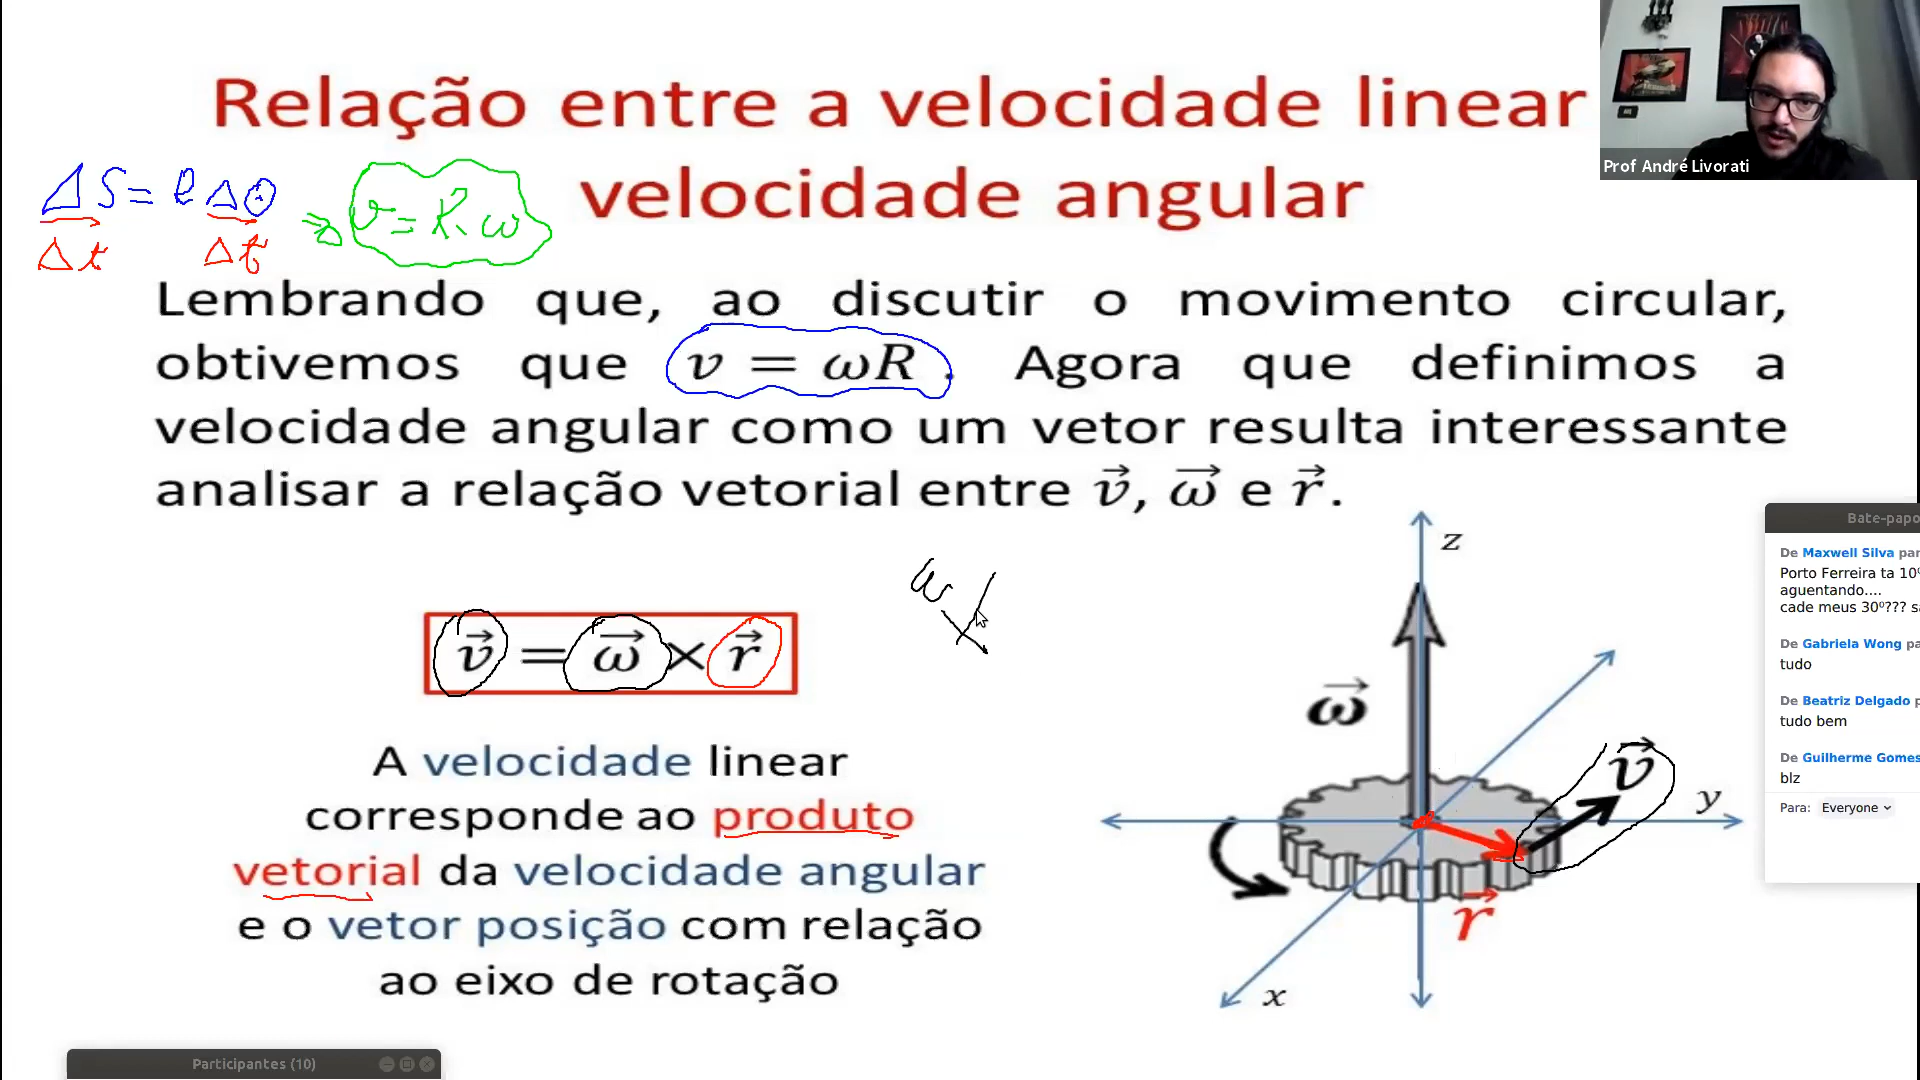 Relação entre a velocidade linear
velocidade angular
Prof André Livorati
ΔS = R Δθ
Δt Δt
⇒ v = R ω
Lembrando que, ao discutir o movimento circular,
obtivemos que v = ωR . Agora que definimos a
velocidade angular como um vetor resulta interessante
analisar a relação vetorial entre v⃗, ω⃗ e r⃗.
v⃗ = ω⃗ × r⃗
ω
A velocidade linear
corresponde ao produto
vetorial da velocidade angular
e o vetor posição com relação
ao eixo de rotação
z
ω⃗
v⃗
y
r⃗
x
Bate-papo
De Maxwell Silva par
Porto Ferreira ta 10º
aguentando....
cade meus 30º??? sa
De Gabriela Wong pa
tudo
De Beatriz Delgado p
tudo bem
De Guilherme Gomes
blz
Para: Everyone
Participantes (10)